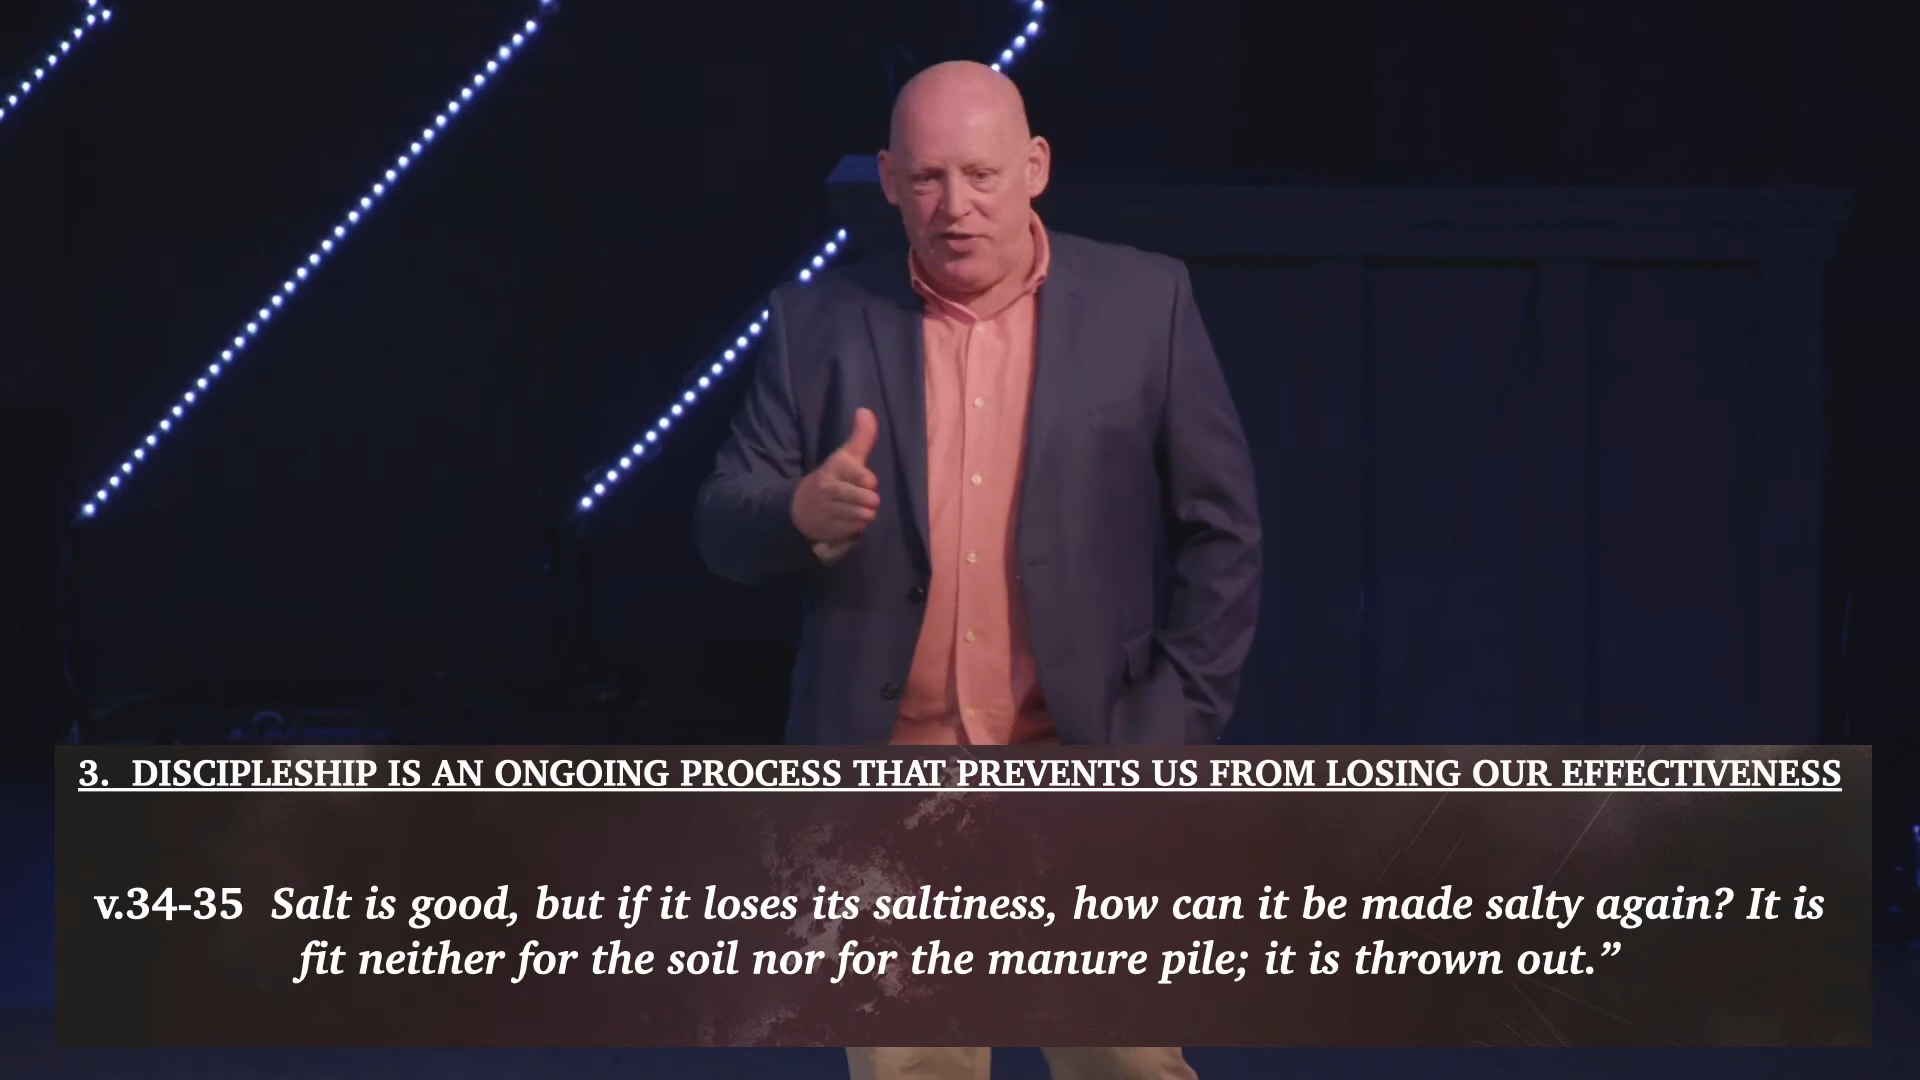 3. DISCIPLESHIP IS AN ONGOING PROCESS THAT PREVENTS US FROM LOSING OUR EFFECTIVENESS
v.34-35 Salt is good, but if it loses its saltiness, how can it be made salty again? It is
fit neither for the soil nor for the manure pile; it is thrown out.”